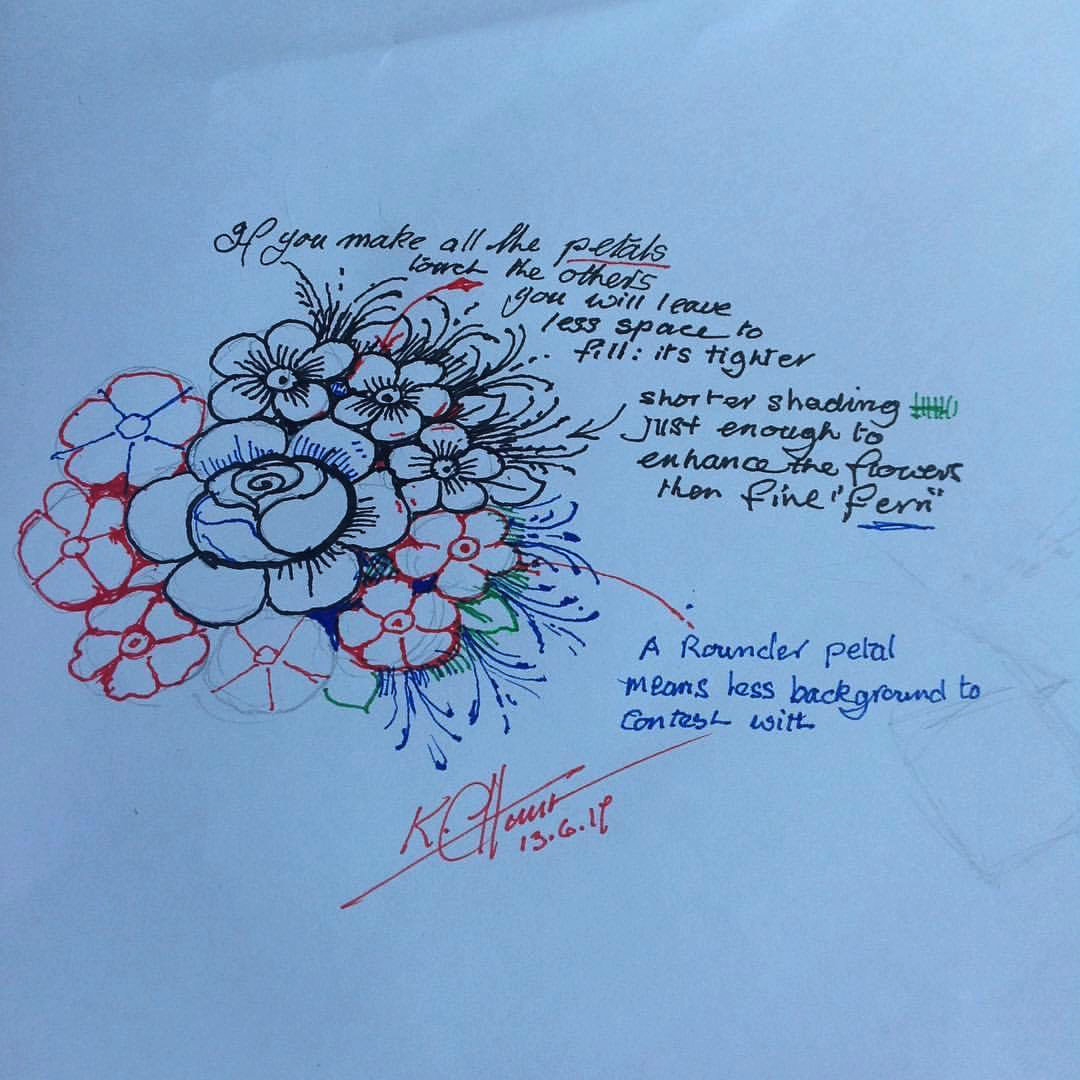 If you make all the petals
touch the others
you will leave
less space to
fill: its tighter
shorter shading
just enough to
enhance the flowers
then fine "fern"
A Rounder petal
means less background to
contest with
K. C
13.6.19